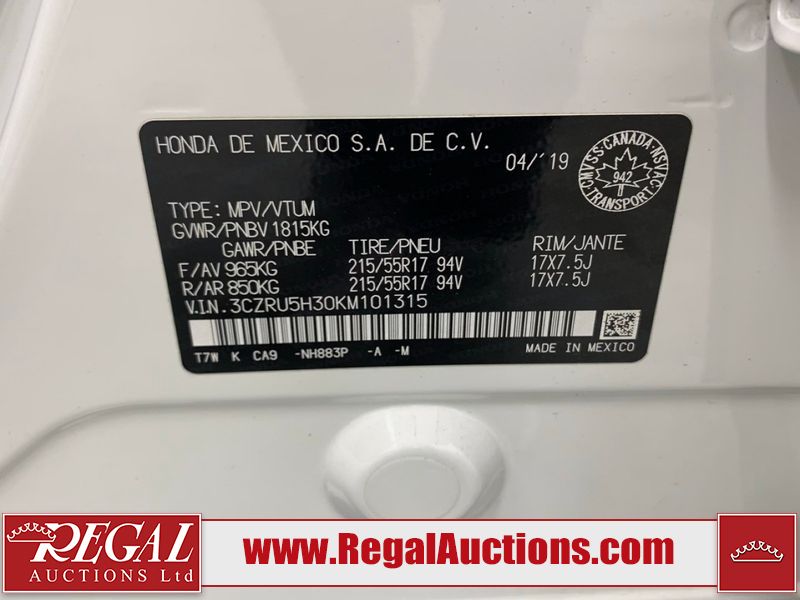 HONDA DE MEXICO S.A. DE C.V.
04/'19
CMVSS-CANADA-NSVAC
942
TRANSPORT
TYPE: MPV/VTUM
GVWR/PNBV 1815KG
GAWR/PNBE TIRE/PNEU RIM/JANTE
F/AV 965KG 215/55R17 94V 17X7.5J
R/AR 850KG 215/55R17 94V 17X7.5J
V.I.N. 3CZRU5H30KM101315
T7W K CA9 -NH883P -A -M MADE IN MEXICO
REGAL
AUCTIONS Ltd
www.RegalAuctions.com